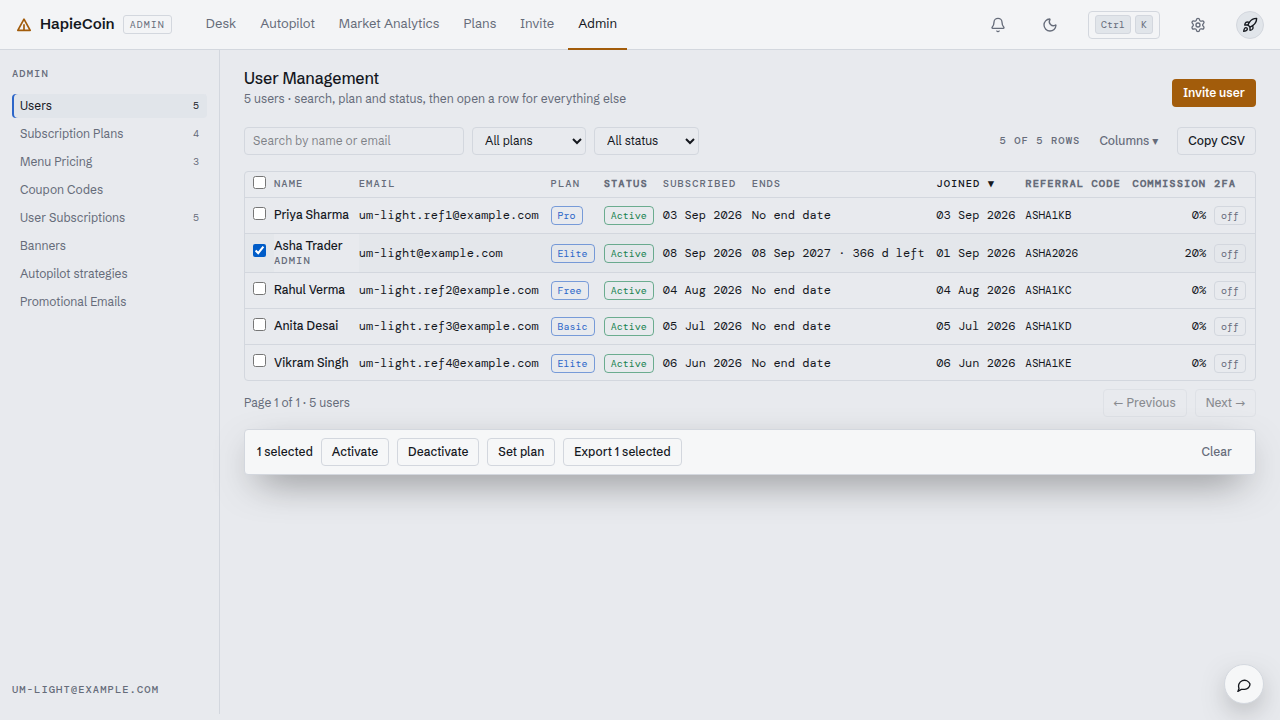 HapieCoin ADMIN Desk Autopilot Market Analytics Plans Invite Admin Ctrl K
ADMIN
Users 5
Subscription Plans 4
Menu Pricing 3
Coupon Codes
User Subscriptions 5
Banners
Autopilot strategies
Promotional Emails
UM-LIGHT@EXAMPLE.COM
User Management
5 users · search, plan and status, then open a row for everything else
Invite user
Search by name or email All plans All status 5 OF 5 ROWS Columns ▾ Copy CSV
NAME EMAIL PLAN STATUS SUBSCRIBED ENDS JOINED ▼ REFERRAL CODE COMMISSION 2FA
Priya Sharma um-light.ref1@example.com Pro Active 03 Sep 2026 No end date 03 Sep 2026 ASHA1KB 0% off
Asha Trader ADMIN um-light@example.com Elite Active 08 Sep 2026 08 Sep 2027 · 366 d left 01 Sep 2026 ASHA2026 20% off
Rahul Verma um-light.ref2@example.com Free Active 04 Aug 2026 No end date 04 Aug 2026 ASHA1KC 0% off
Anita Desai um-light.ref3@example.com Basic Active 05 Jul 2026 No end date 05 Jul 2026 ASHA1KD 0% off
Vikram Singh um-light.ref4@example.com Elite Active 06 Jun 2026 No end date 06 Jun 2026 ASHA1KE 0% off
Page 1 of 1 · 5 users ← Previous Next →
1 selected Activate Deactivate Set plan Export 1 selected Clear